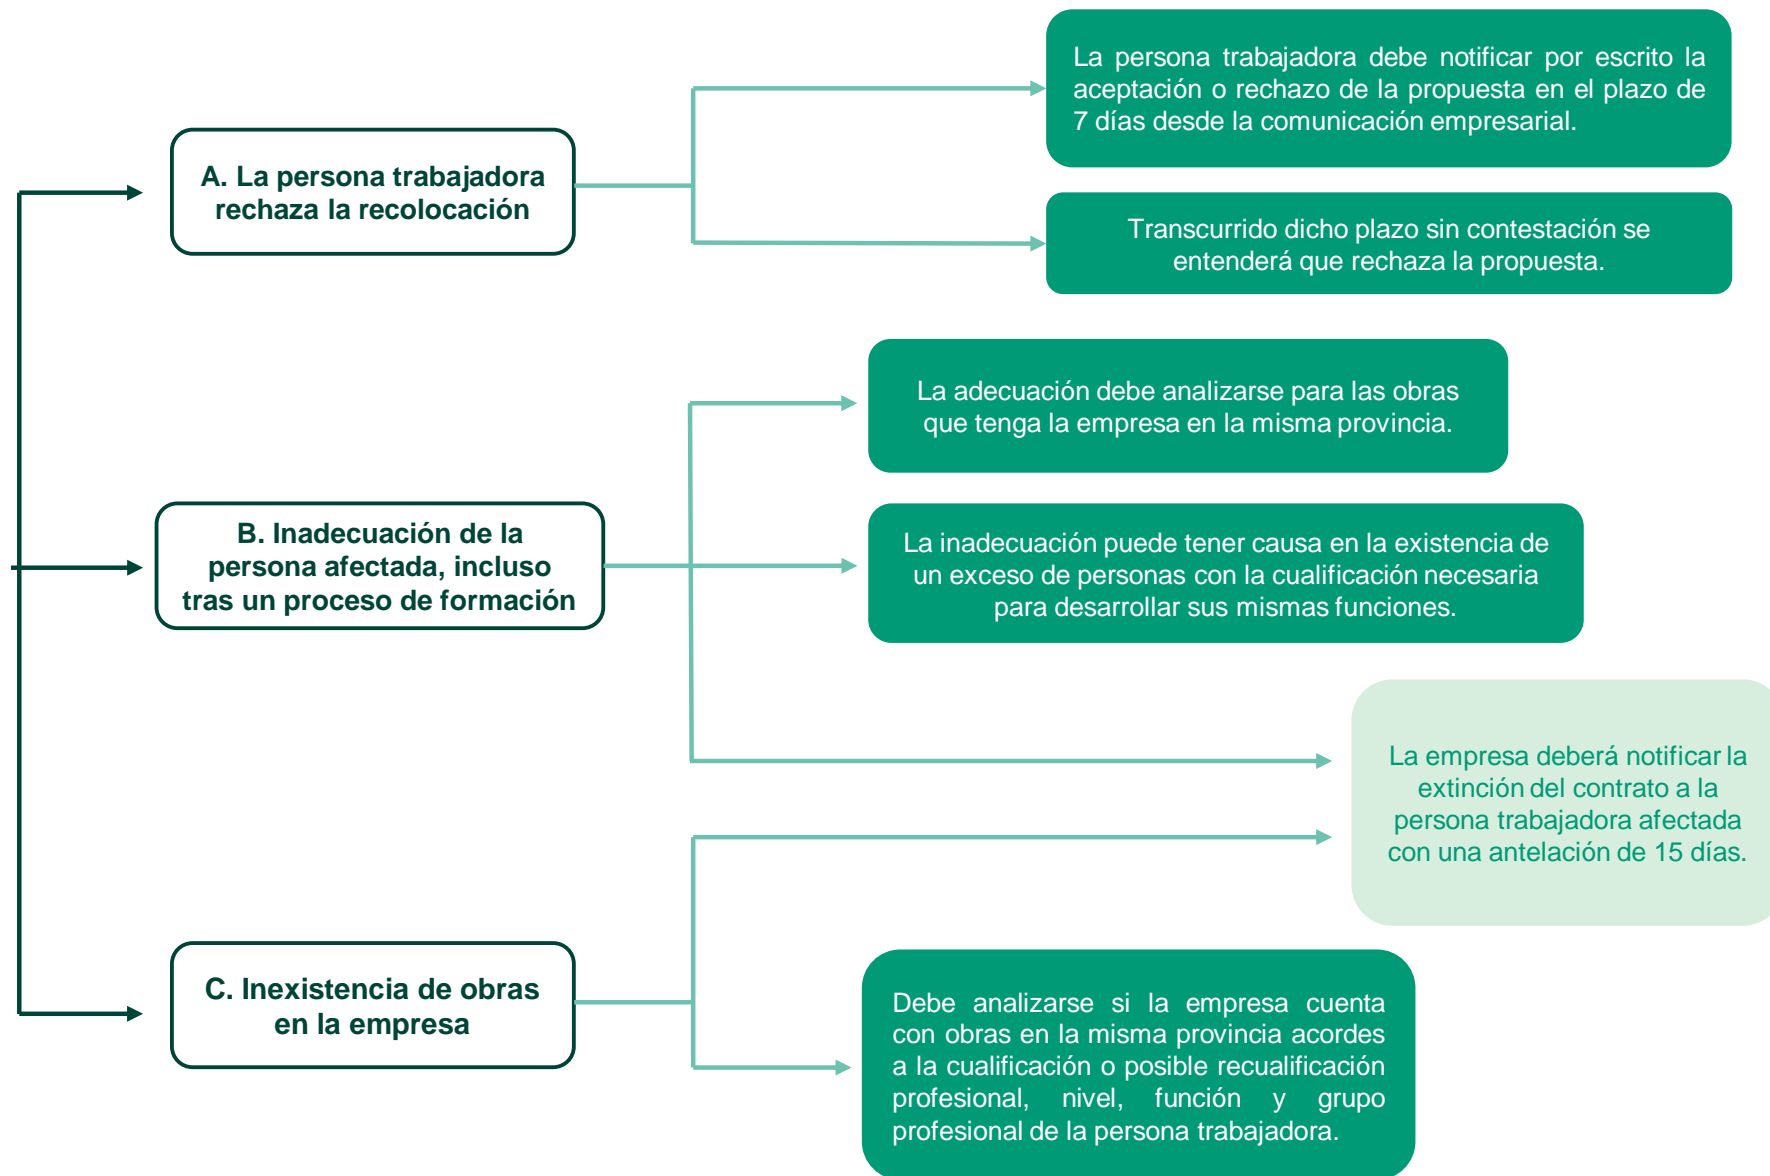 A. La persona trabajadora
rechaza la recolocación
La persona trabajadora debe notificar por escrito la
aceptación o rechazo de la propuesta en el plazo de
7 días desde la comunicación empresarial.
Transcurrido dicho plazo sin contestación se
entenderá que rechaza la propuesta.
B. Inadecuación de la
persona afectada, incluso
tras un proceso de formación
La adecuación debe analizarse para las obras
que tenga la empresa en la misma provincia.
La inadecuación puede tener causa en la existencia de
un exceso de personas con la cualificación necesaria
para desarrollar sus mismas funciones.
La empresa deberá notificar la
extinción del contrato a la
persona trabajadora afectada
con una antelación de 15 días.
C. Inexistencia de obras
en la empresa
Debe analizarse si la empresa cuenta
con obras en la misma provincia acordes
a la cualificación o posible recualificación
profesional, nivel, función y grupo
profesional de la persona trabajadora.